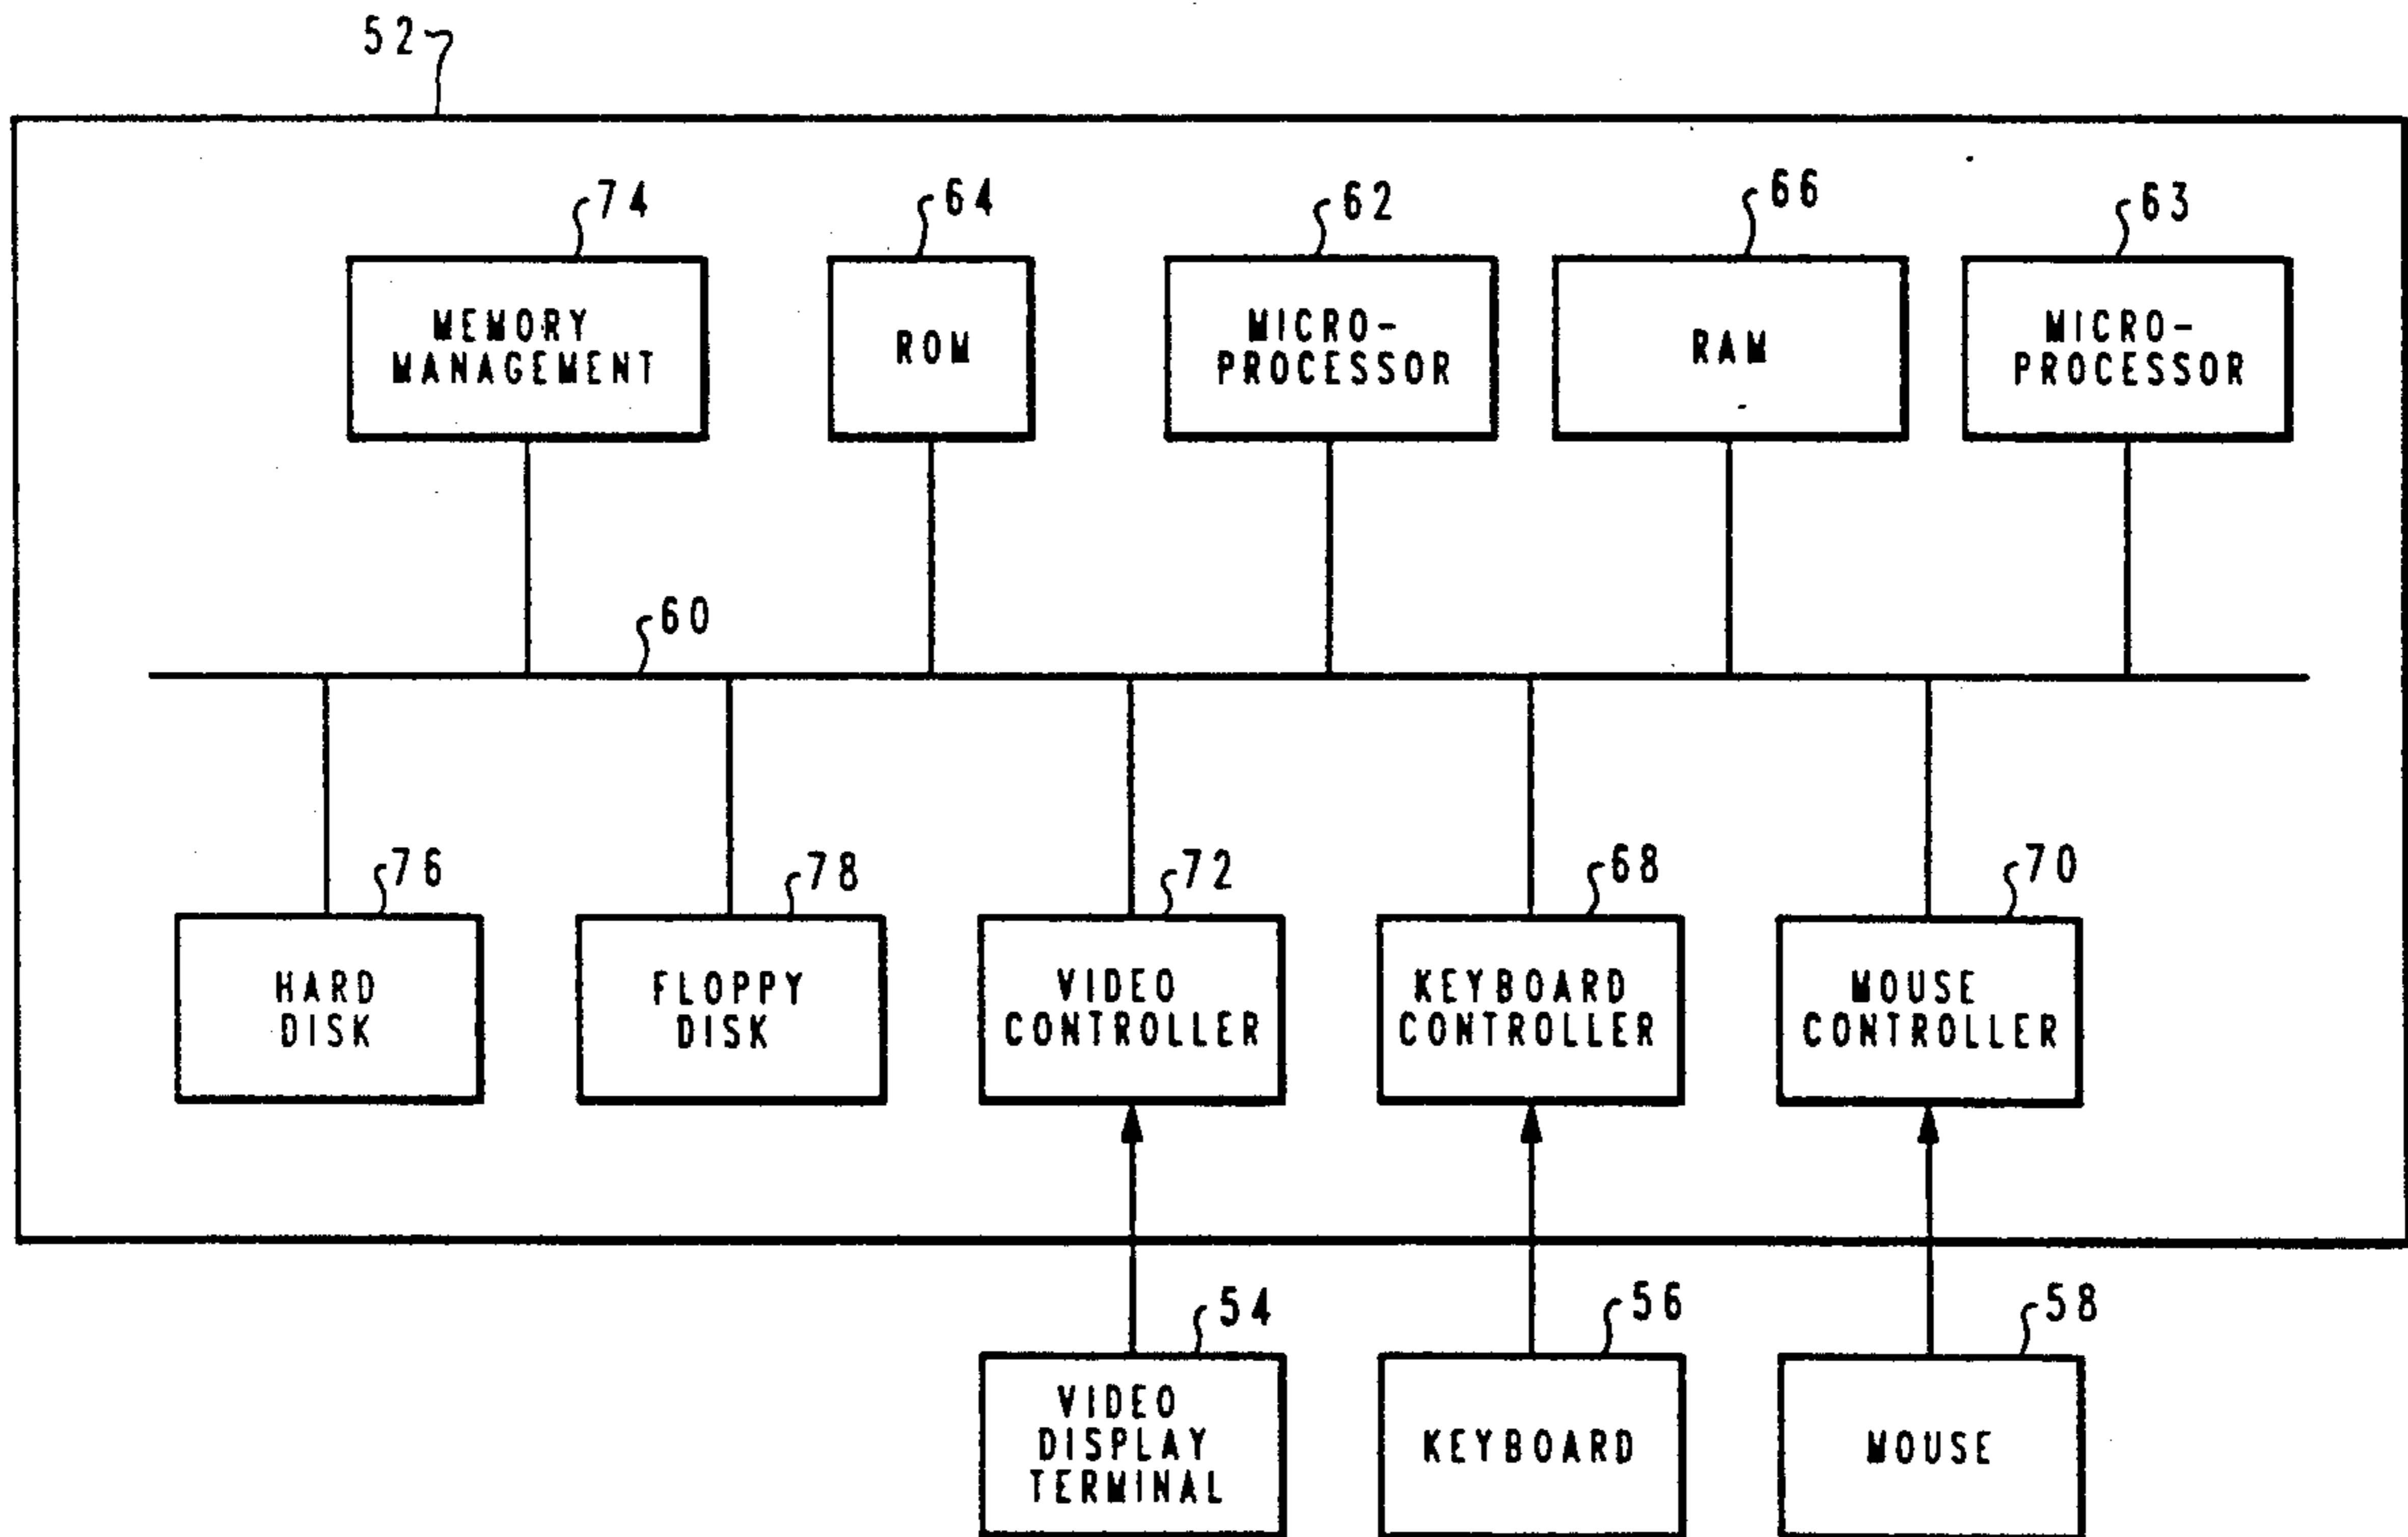 52
74
64
62
66
63
MEMORY
MANAGEMENT
ROM
MICRO-
PROCESSOR
RAM
MICRO-
PROCESSOR
60
76
78
72
68
70
HARD
DISK
FLOPPY
DISK
VIDEO
CONTROLLER
KEYBOARD
CONTROLLER
MOUSE
CONTROLLER
54
56
58
VIDEO
DISPLAY
TERMINAL
KEYBOARD
MOUSE